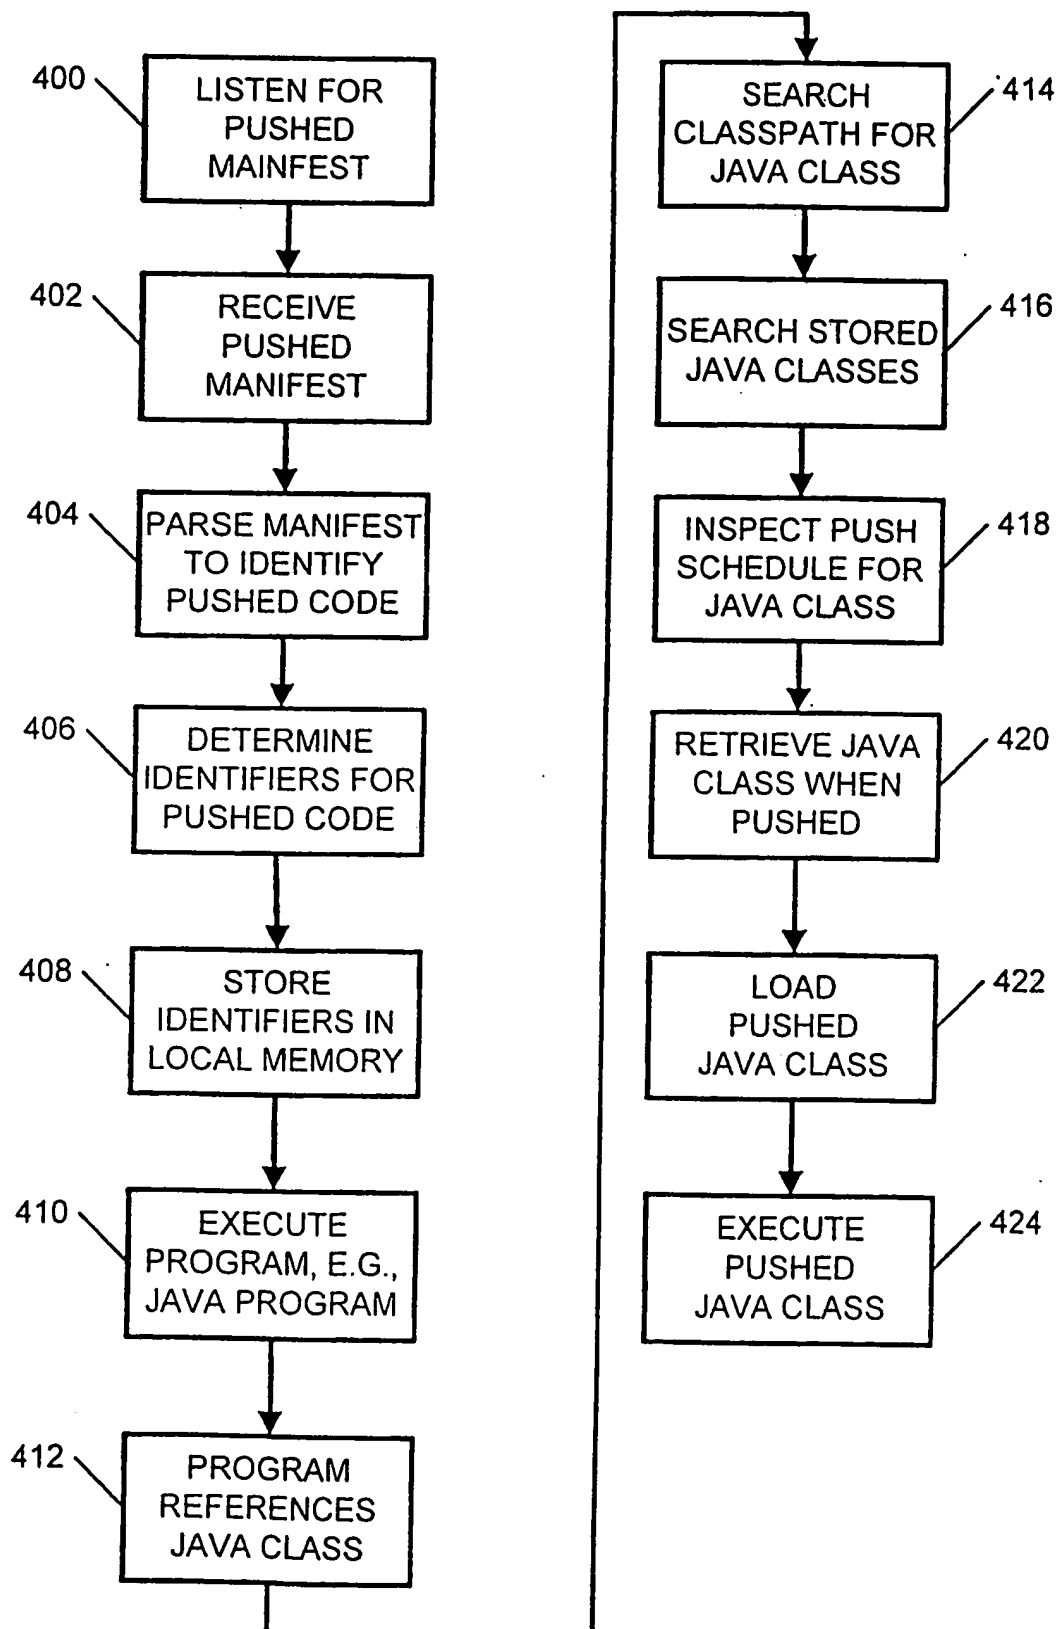 400
LISTEN FOR
PUSHED
MAINFEST
402
RECEIVE
PUSHED
MANIFEST
404
PARSE MANIFEST
TO IDENTIFY
PUSHED CODE
406
DETERMINE
IDENTIFIERS FOR
PUSHED CODE
408
STORE
IDENTIFIERS IN
LOCAL MEMORY
410
EXECUTE
PROGRAM, E.G.,
JAVA PROGRAM
412
PROGRAM
REFERENCES
JAVA CLASS
414
SEARCH
CLASSPATH FOR
JAVA CLASS
416
SEARCH STORED
JAVA CLASSES
418
INSPECT PUSH
SCHEDULE FOR
JAVA CLASS
420
RETRIEVE JAVA
CLASS WHEN
PUSHED
422
LOAD
PUSHED
JAVA CLASS
424
EXECUTE
PUSHED
JAVA CLASS